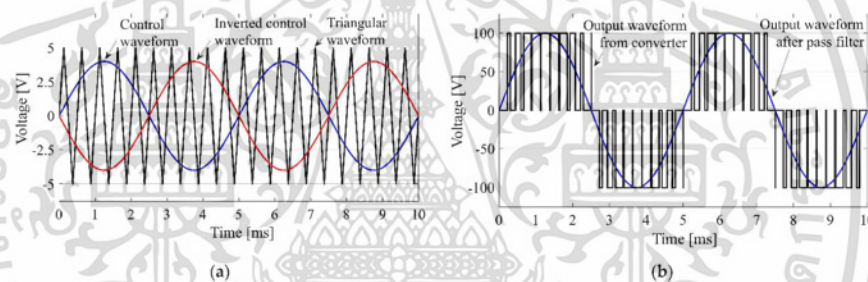 Control
waveform
Inverted control
waveform
Triangular
waveform
Voltage [V]
5
2.5
0
-2.5
-5
0 1 2 3 4 5 6 7 8 9 10
Time [ms]
(a)
Output waveform
from converter
Output waveform
after pass filter
Voltage [V]
100
50
0
-50
-100
0 1 2 3 4 5 6 7 8 9 10
Time [ms]
(b)